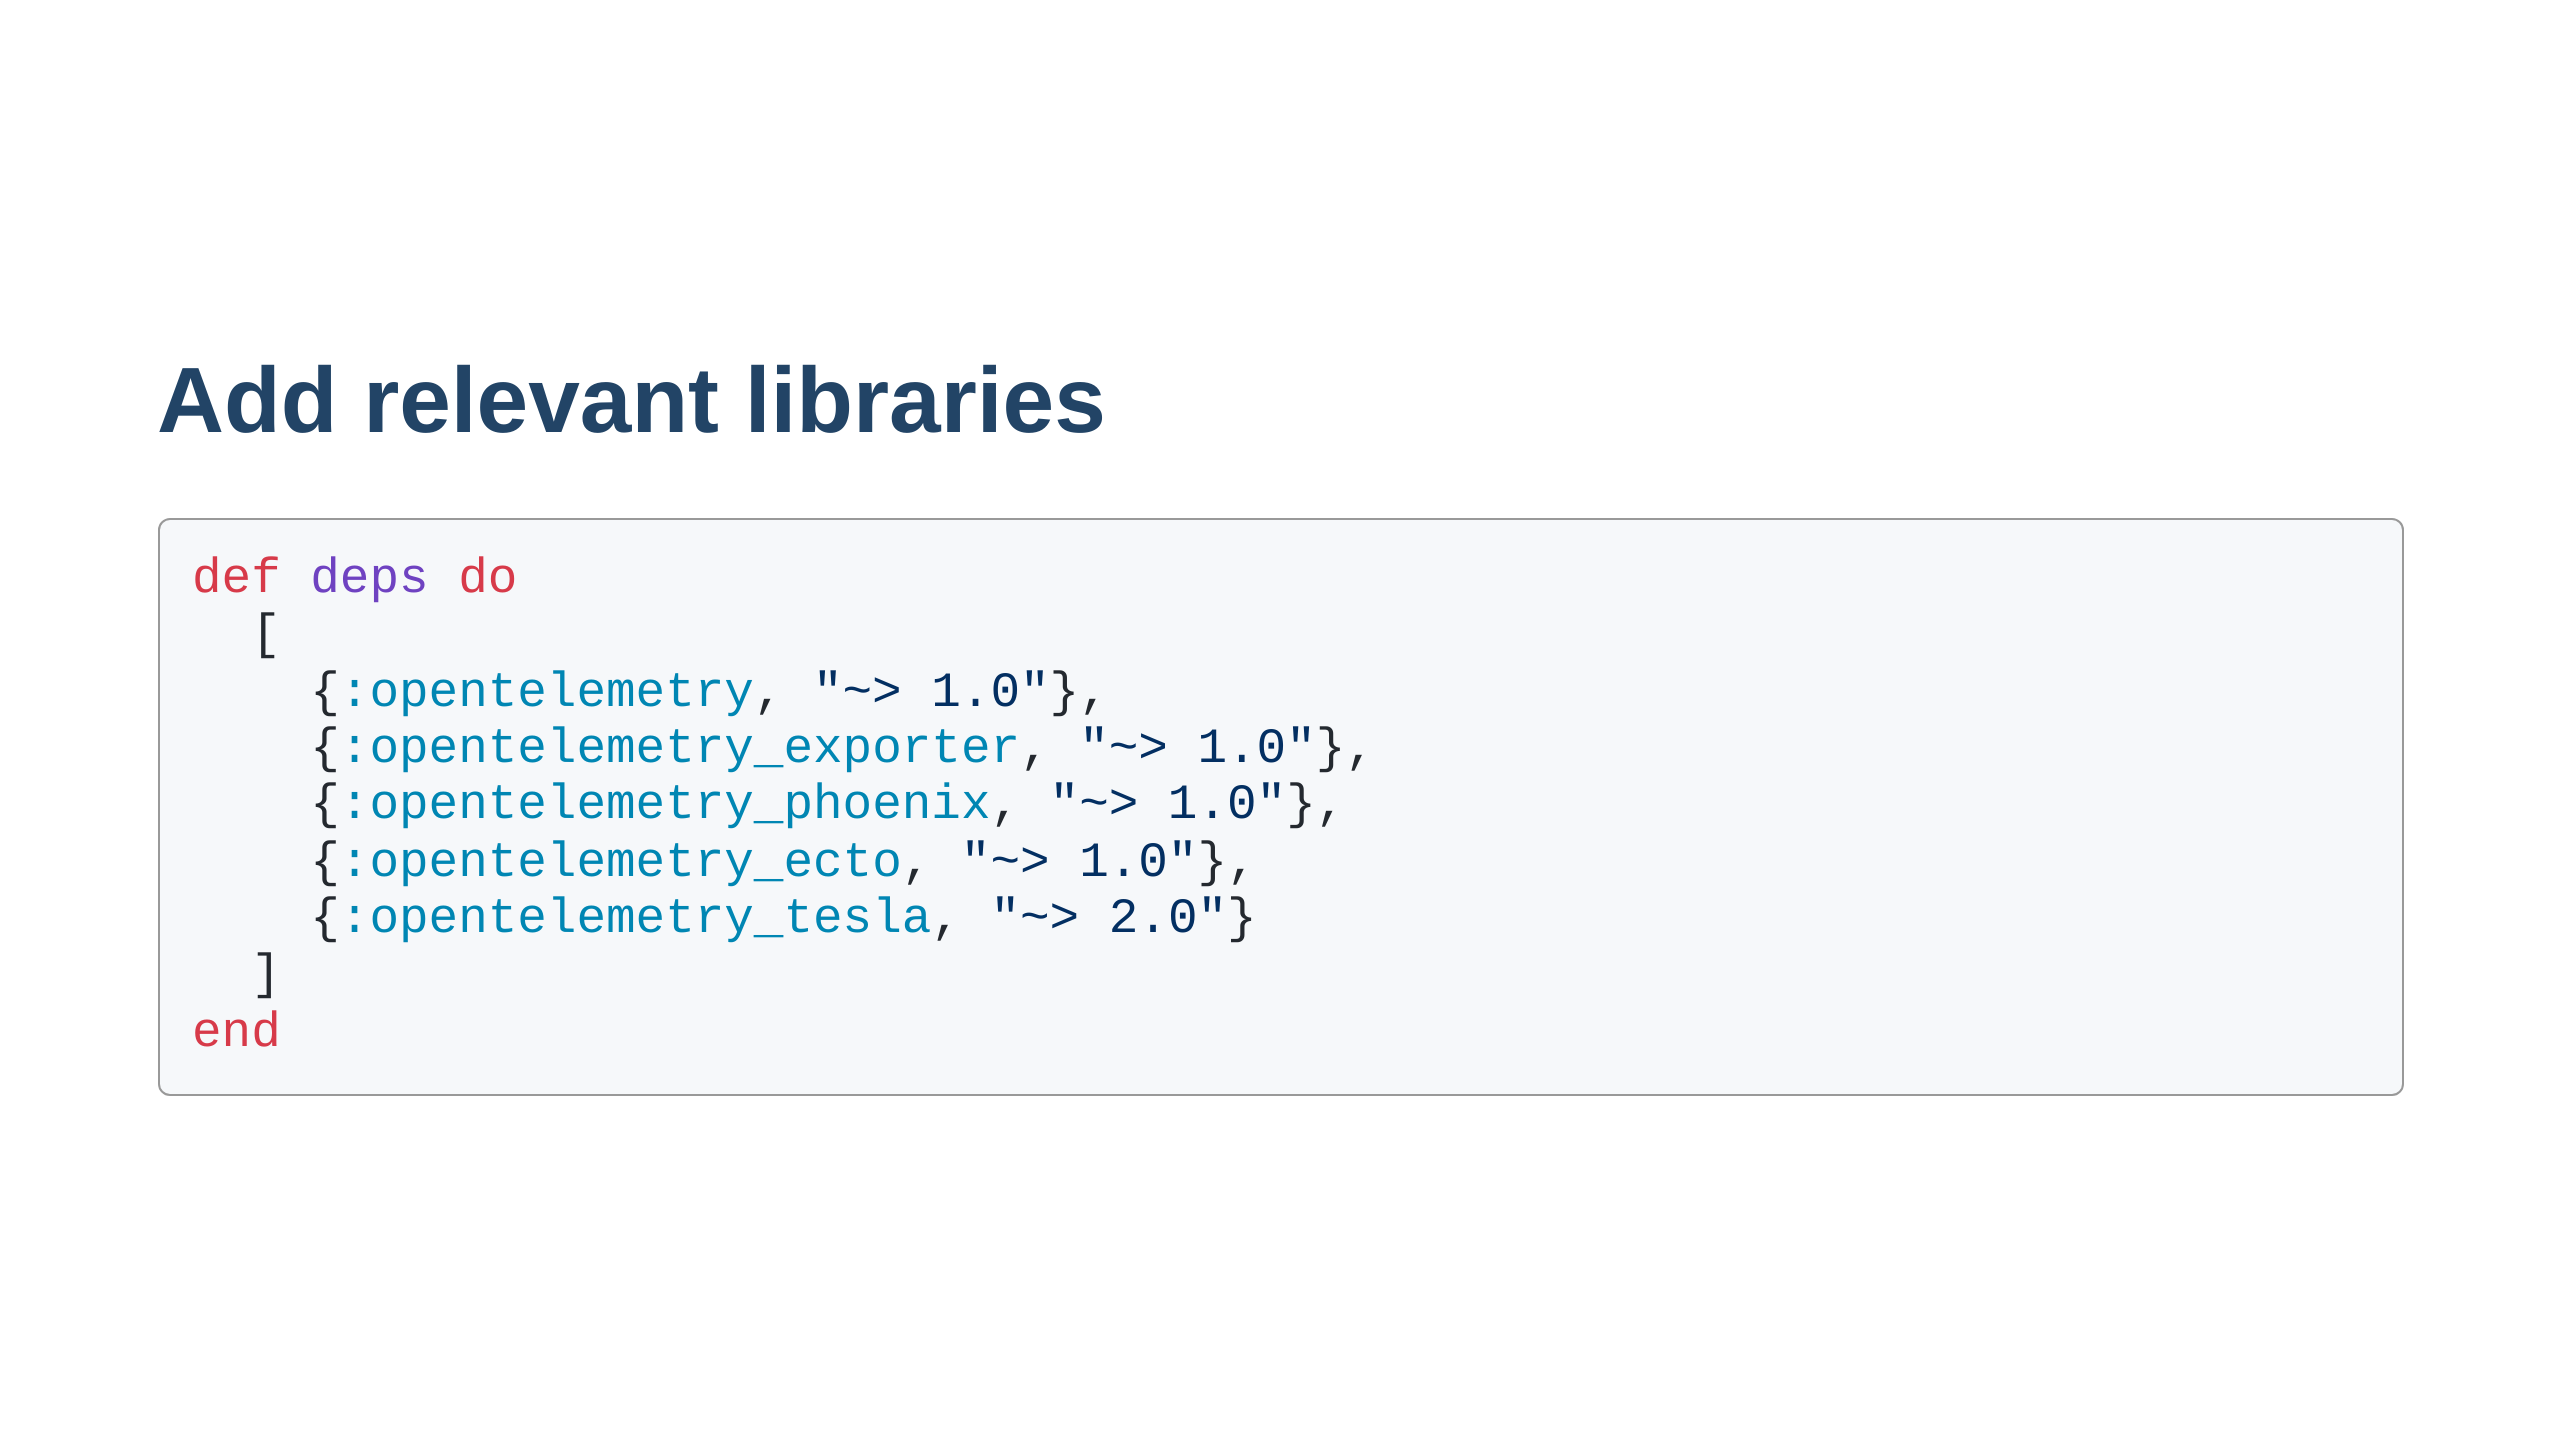 Add relevant libraries
def deps do
  [
    {:opentelemetry, "~> 1.0"},
    {:opentelemetry_exporter, "~> 1.0"},
    {:opentelemetry_phoenix, "~> 1.0"},
    {:opentelemetry_ecto, "~> 1.0"},
    {:opentelemetry_tesla, "~> 2.0"}
  ]
end